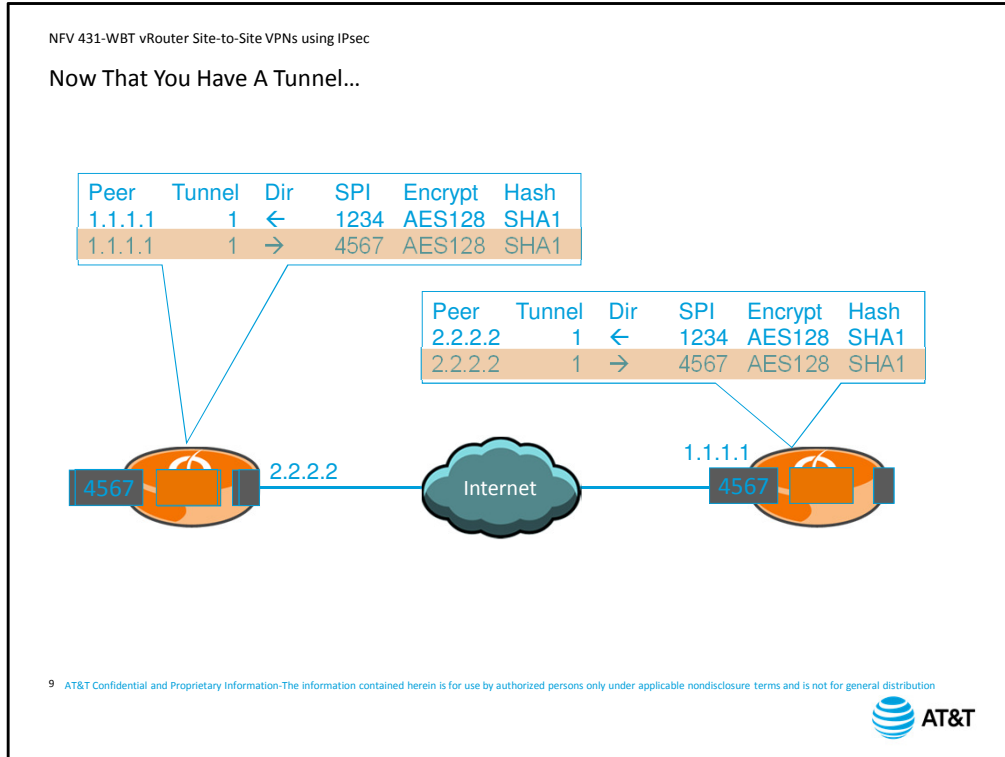 NFV 431-WBT vRouter Site-to-Site VPNs using IPsec
Now That You Have A Tunnel…
Peer Tunnel Dir SPI Encrypt Hash
1.1.1.1 1 ← 1234 AES128 SHA1
1.1.1.1 1 → 4567 AES128 SHA1
Peer Tunnel Dir SPI Encrypt Hash
2.2.2.2 1 ← 1234 AES128 SHA1
2.2.2.2 1 → 4567 AES128 SHA1
4567
2.2.2.2
Internet
1.1.1.1
4567
9 AT&T Confidential and Proprietary Information-The information contained herein is for use by authorized persons only under applicable nondisclosure terms and is not for general distribution
AT&T